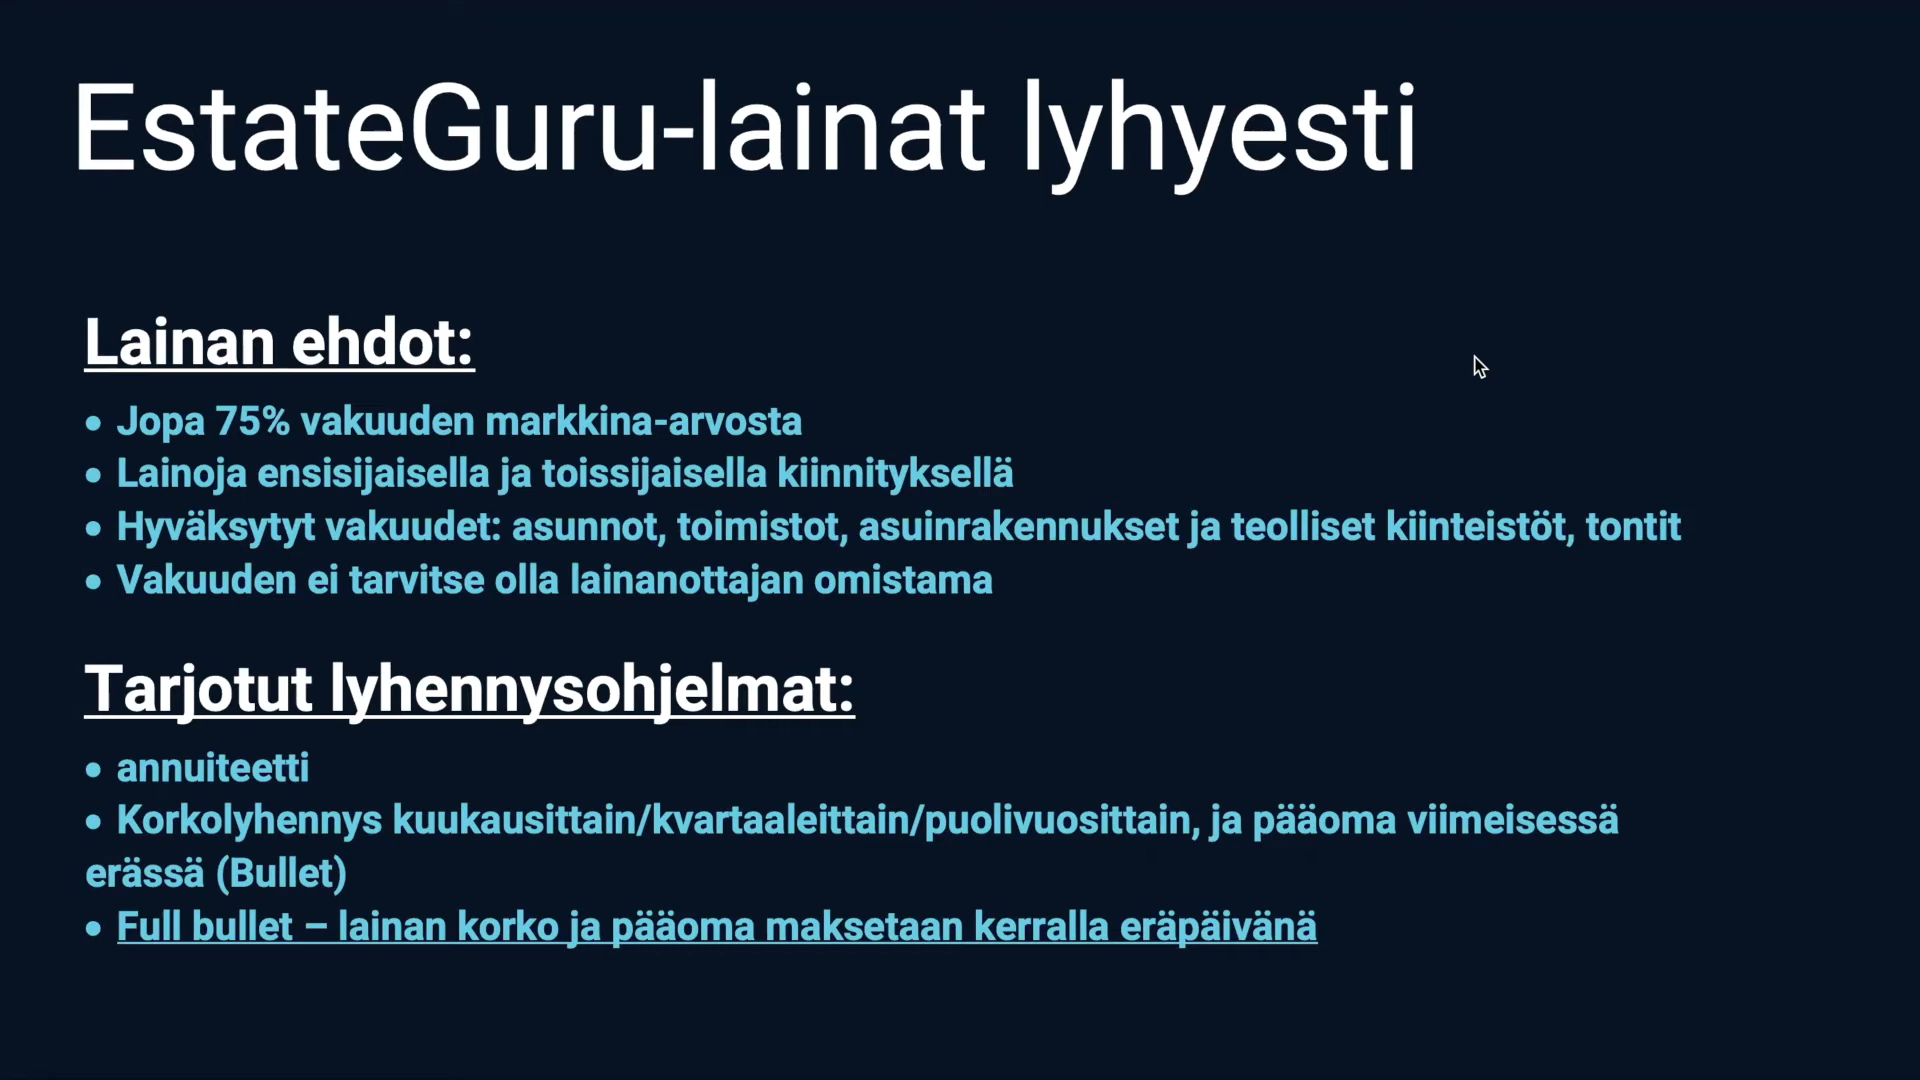 EstateGuru-lainat lyhyesti
Lainan ehdot:
• Jopa 75% vakuuden markkina-arvosta
• Lainoja ensisijaisella ja toissijaisella kiinnityksellä
• Hyväksytyt vakuudet: asunnot, toimistot, asuinrakennukset ja teolliset kiinteistöt, tontit
• Vakuuden ei tarvitse olla lainanottajan omistama
Tarjotut lyhennysohjelmat:
• annuiteetti
• Korkolyhennys kuukausittain/kvartaaleittain/puolivuosittain, ja pääoma viimeisessä
erässä (Bullet)
• Full bullet – lainan korko ja pääoma maksetaan kerralla eräpäivänä